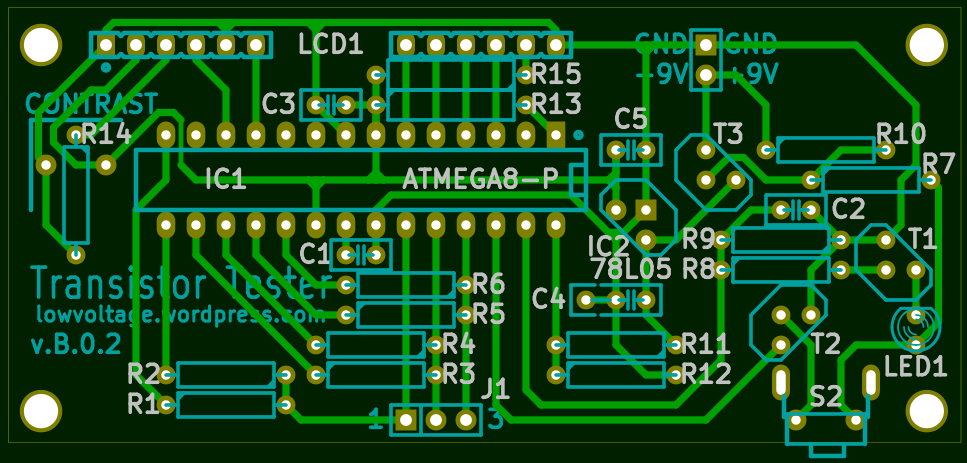 LCD1
GND GND
-9V +9V
R15
CONTRAST
C3
R13
C5
T3
R14
R10
R7
IC1
ATMEGA8-P
C2
C1
IC2
78L05
R9
T1
R8
Transistor Tester
R6
C4
lowvoltage.wordpress.com
R5
v.B.0.2
R4
R11
T2
LED1
R2
R3
R12
J1
S2
R1
1
3